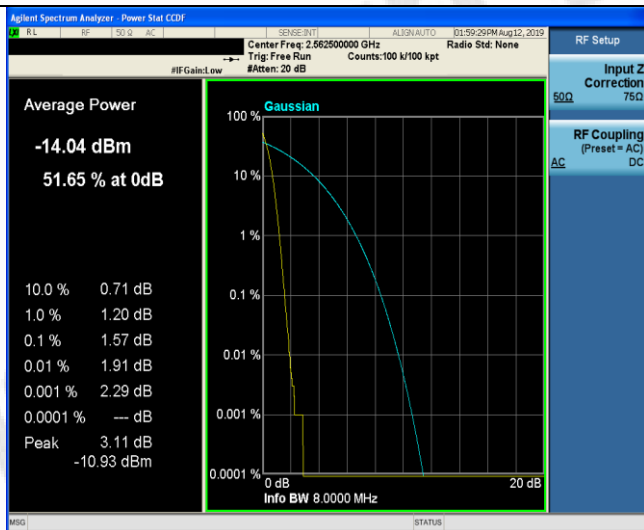 Agilent Spectrum Analyzer - Power Stat CCDF
LXI RL RF 50 Ω AC SENSE:INT ALIGN AUTO 01:59:29 PM Aug 12, 2019
Center Freq: 2.562500000 GHz Radio Std: None
Trig: Free Run Counts:100 k/100 kpt
#IFGain:Low #Atten: 20 dB
RF Setup
Input Z
Correction
50Ω 75Ω
RF Coupling
(Preset = AC)
AC DC
Average Power
-14.04 dBm
51.65 % at 0dB
10.0 % 0.71 dB
1.0 % 1.20 dB
0.1 % 1.57 dB
0.01 % 1.91 dB
0.001 % 2.29 dB
0.0001 % --- dB
Peak 3.11 dB
-10.93 dBm
Gaussian
100 %
10 %
1 %
0.1 %
0.01 %
0.001 %
0.0001 %
0 dB 20 dB
Info BW 8.0000 MHz
MSG STATUS